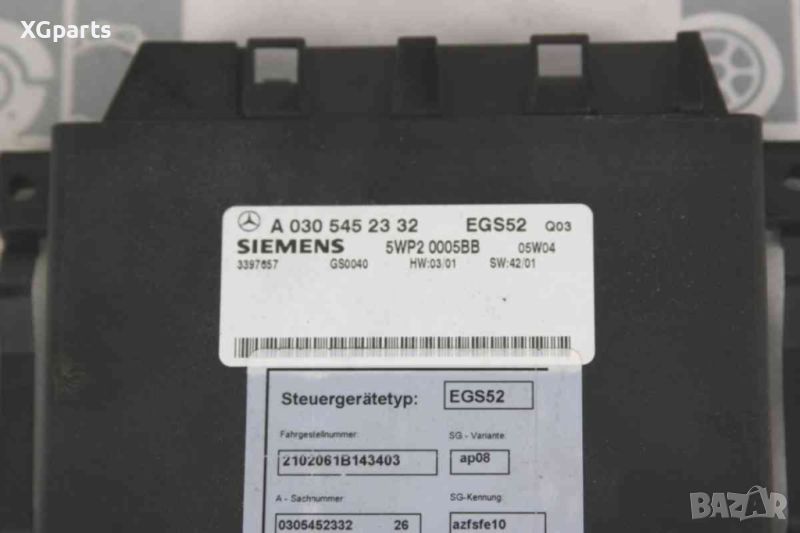 XGparts
A 030 545 23 32 EGS52 Q03
SIEMENS 5WP2 0005BB 05W04
3397657 GS0040 HW:03/01 SW:42/01
Steuergerätetyp: EGS52
Fahrgestellnummer: SG - Variante:
2102061B143403 ap08
A - Sachnummer: SG-Kennung:
0305452332 26 azfsfe10
BAZAR